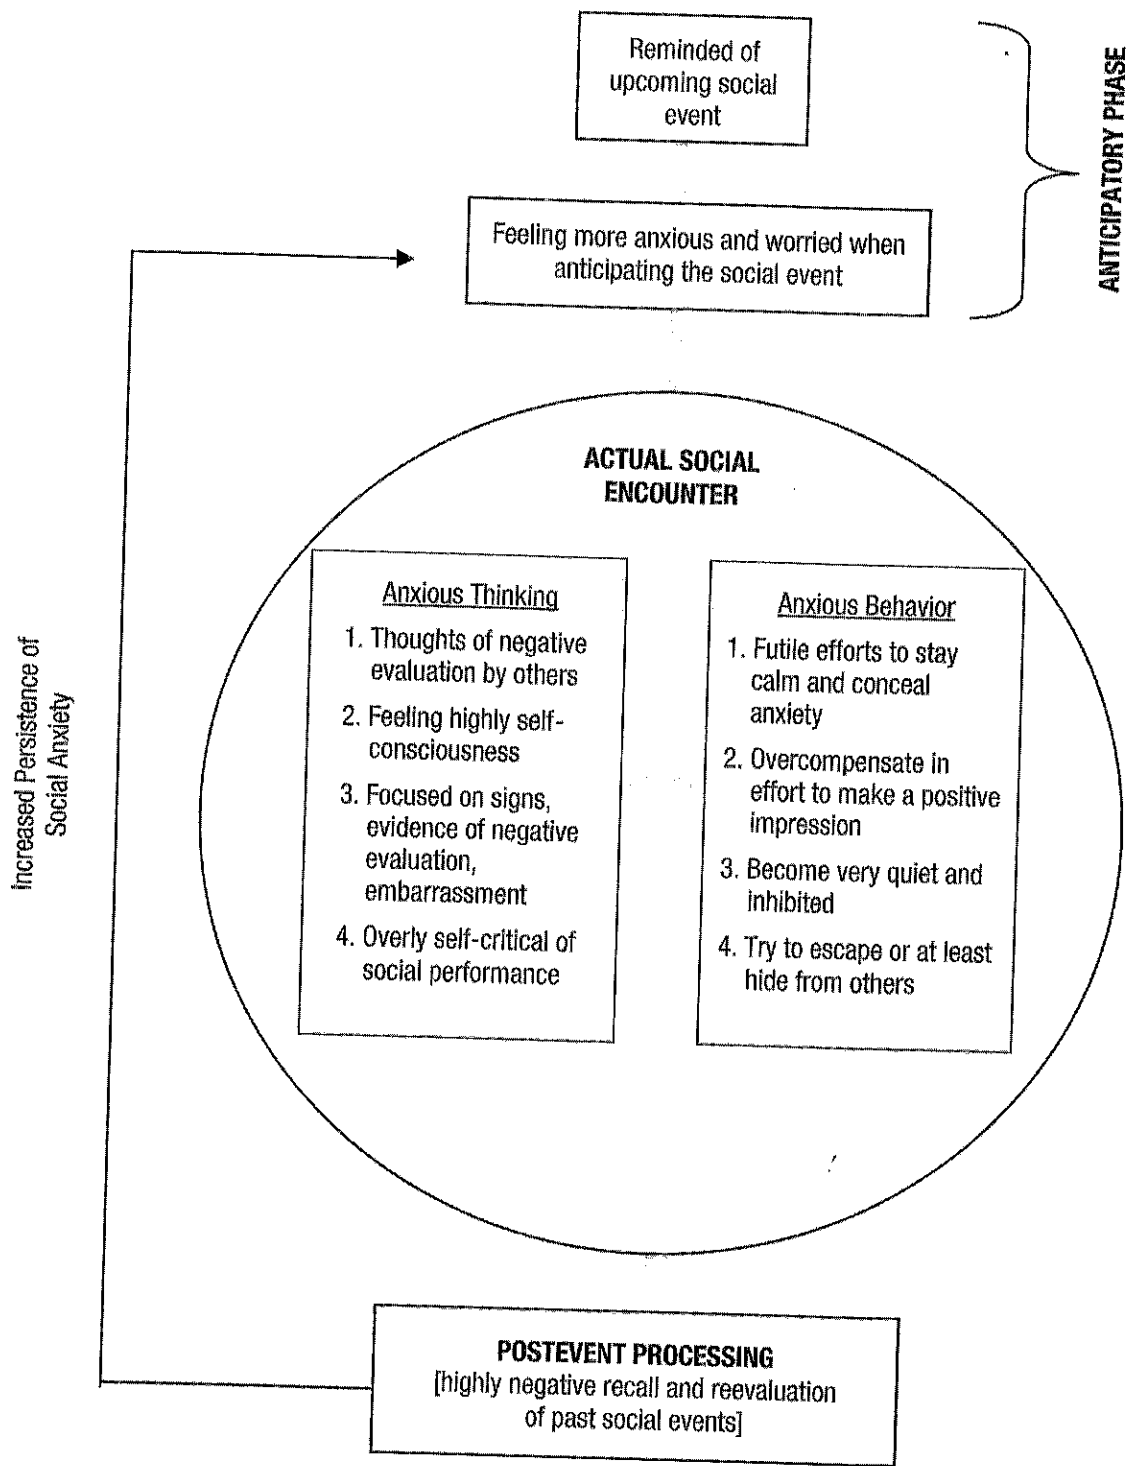 Reminded of
upcoming social
event
ANTICIPATORY PHASE
Feeling more anxious and worried when
anticipating the social event
Increased Persistence of
Social Anxiety
ACTUAL SOCIAL
ENCOUNTER
Anxious Thinking
1. Thoughts of negative
evaluation by others
2. Feeling highly self-
consciousness
3. Focused on signs,
evidence of negative
evaluation,
embarrassment
4. Overly self-critical of
social performance
Anxious Behavior
1. Futile efforts to stay
calm and conceal
anxiety
2. Overcompensate in
effort to make a positive
impression
3. Become very quiet and
inhibited
4. Try to escape or at least
hide from others
POSTEVENT PROCESSING
[highly negative recall and reevaluation
of past social events]